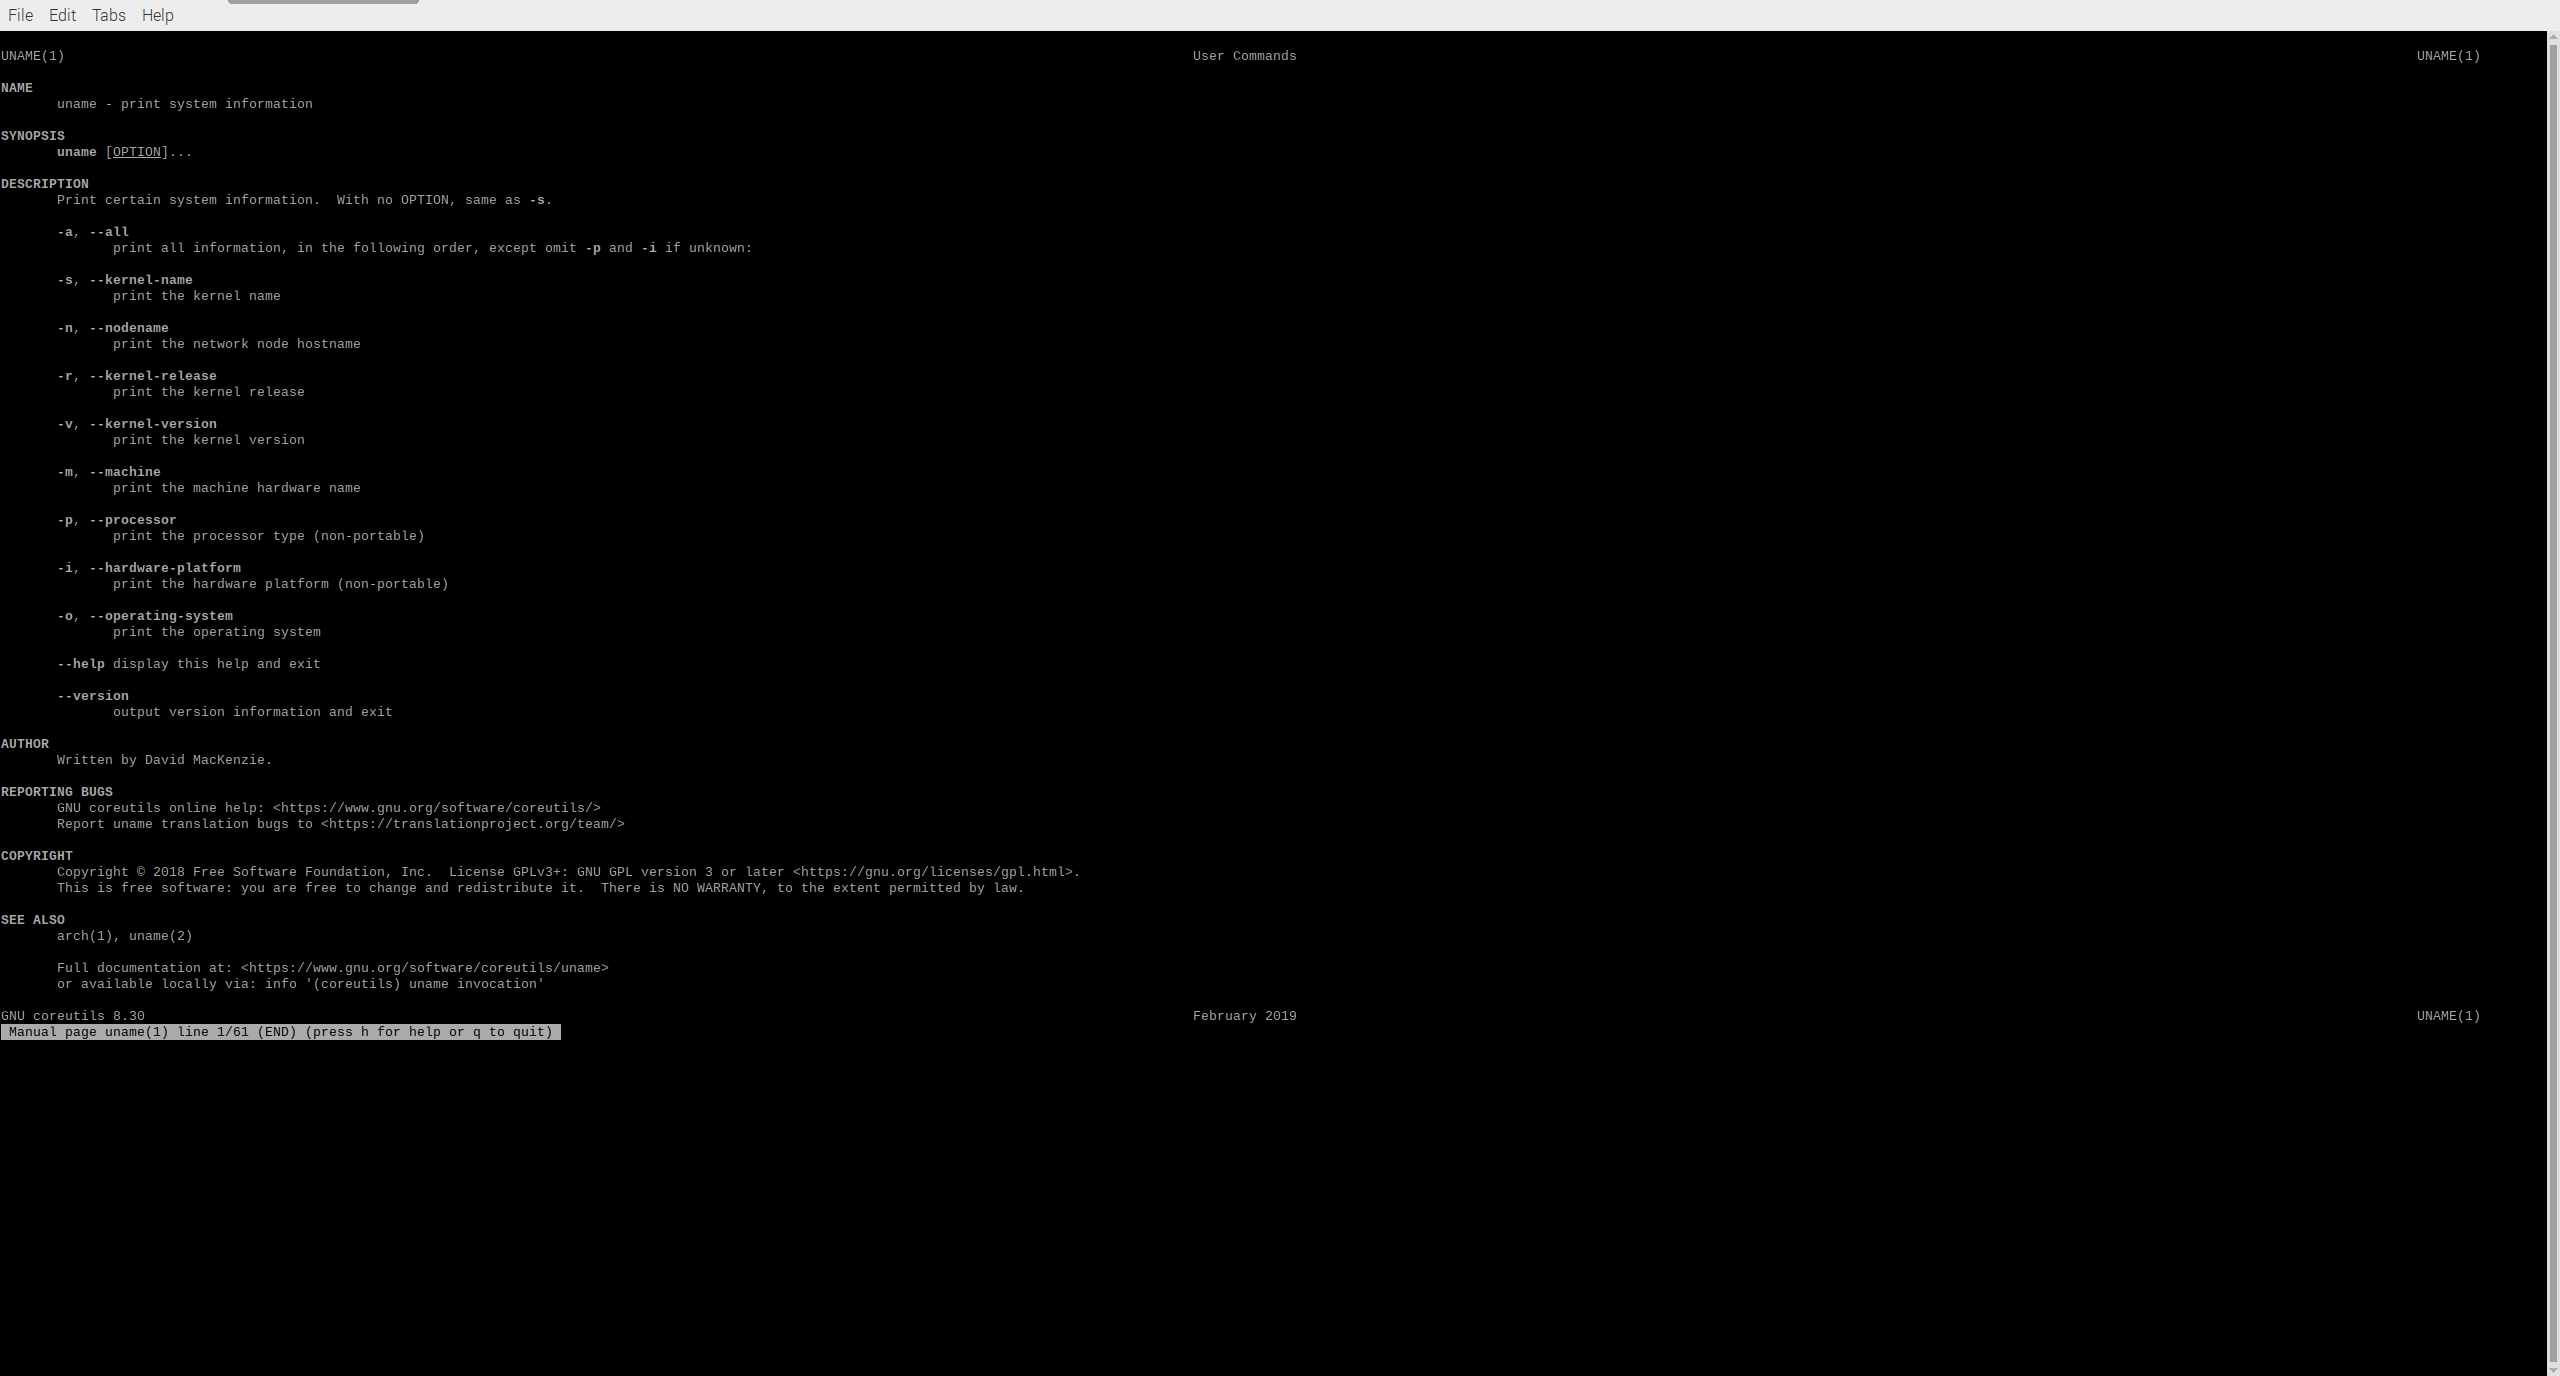 File Edit Tabs Help
UNAME(1) User Commands UNAME(1)
NAME
uname - print system information
SYNOPSIS
uname [OPTION]...
DESCRIPTION
Print certain system information.  With no OPTION, same as -s.
-a, --all
print all information, in the following order, except omit -p and -i if unknown:
-s, --kernel-name
print the kernel name
-n, --nodename
print the network node hostname
-r, --kernel-release
print the kernel release
-v, --kernel-version
print the kernel version
-m, --machine
print the machine hardware name
-p, --processor
print the processor type (non-portable)
-i, --hardware-platform
print the hardware platform (non-portable)
-o, --operating-system
print the operating system
--help display this help and exit
--version
output version information and exit
AUTHOR
Written by David MacKenzie.
REPORTING BUGS
GNU coreutils online help: <https://www.gnu.org/software/coreutils/>
Report uname translation bugs to <https://translationproject.org/team/>
COPYRIGHT
Copyright © 2018 Free Software Foundation, Inc.  License GPLv3+: GNU GPL version 3 or later <https://gnu.org/licenses/gpl.html>.
This is free software: you are free to change and redistribute it.  There is NO WARRANTY, to the extent permitted by law.
SEE ALSO
arch(1), uname(2)
Full documentation at: <https://www.gnu.org/software/coreutils/uname>
or available locally via: info '(coreutils) uname invocation'
GNU coreutils 8.30 February 2019 UNAME(1)
Manual page uname(1) line 1/61 (END) (press h for help or q to quit)